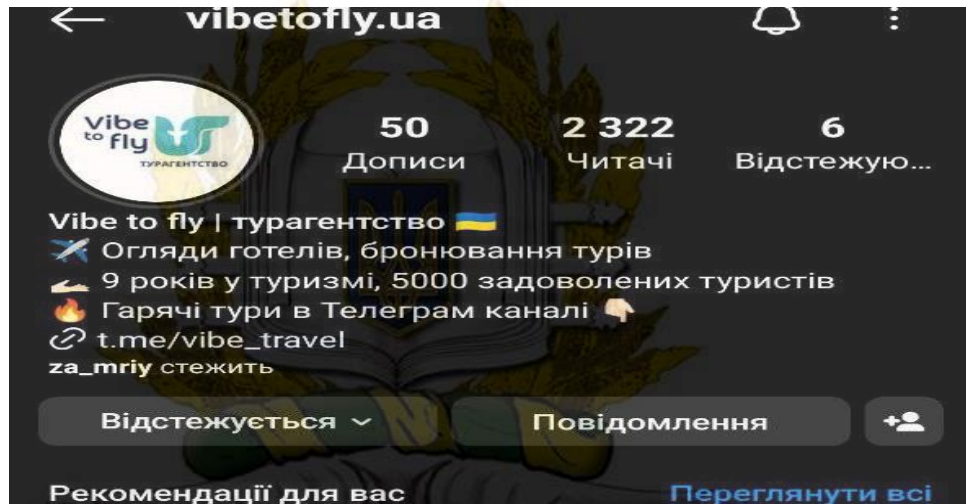 vibetofly.ua
Vibe
to fly
ТУРАГЕНТСТВО
50 2 322 6
Дописи Читачі Відстежую...
Vibe to fly | турагентство 🇺🇦
✈️ Огляди готелів, бронювання турів
🫴🏻 9 років у туризмі, 5000 задоволених туристів
🔥 Гарячі тури в Телеграм каналі 👇🏻
t.me/vibe_travel
za_mriy стежить
Відстежується Повідомлення
Рекомендації для вас Переглянути всі